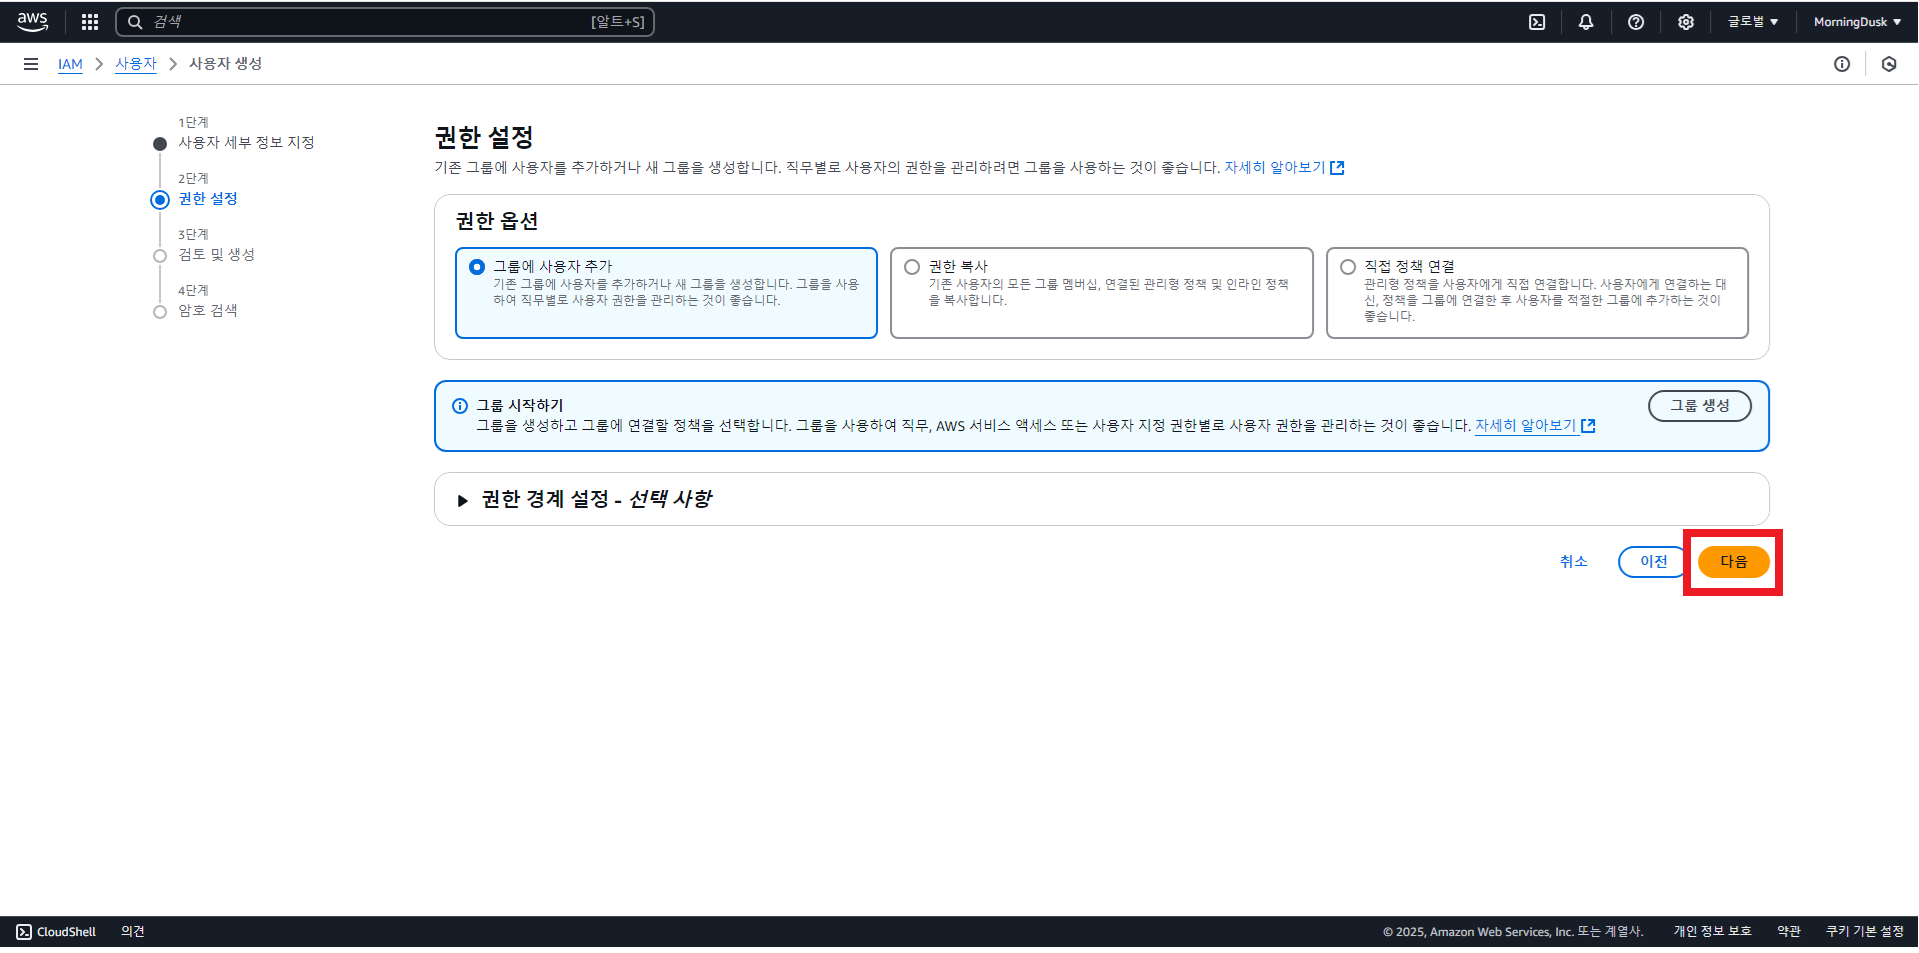 aws
검색
[알트+S]
글로벌
MorningDusk
IAM
사용자
사용자 생성
1단계
사용자 세부 정보 지정
2단계
권한 설정
3단계
검토 및 생성
4단계
암호 검색
권한 설정
기존 그룹에 사용자를 추가하거나 새 그룹을 생성합니다. 직무별로 사용자의 권한을 관리하려면 그룹을 사용하는 것이 좋습니다. 자세히 알아보기
권한 옵션
그룹에 사용자 추가
기존 그룹에 사용자를 추가하거나 새 그룹을 생성합니다. 그룹을 사용
하여 직무별로 사용자 권한을 관리하는 것이 좋습니다.
권한 복사
기존 사용자의 모든 그룹 멤버십, 연결된 관리형 정책 및 인라인 정책
을 복사합니다.
직접 정책 연결
관리형 정책을 사용자에게 직접 연결합니다. 사용자에게 연결하는 대
신, 정책을 그룹에 연결한 후 사용자를 적절한 그룹에 추가하는 것이
좋습니다.
그룹 시작하기
그룹을 생성하고 그룹에 연결할 정책을 선택합니다. 그룹을 사용하여 직무, AWS 서비스 액세스 또는 사용자 지정 권한별로 사용자 권한을 관리하는 것이 좋습니다. 자세히 알아보기
그룹 생성
권한 경계 설정 - 선택 사항
취소
이전
다음
CloudShell
의견
© 2025, Amazon Web Services, Inc. 또는 계열사.
개인 정보 보호
약관
쿠키 기본 설정